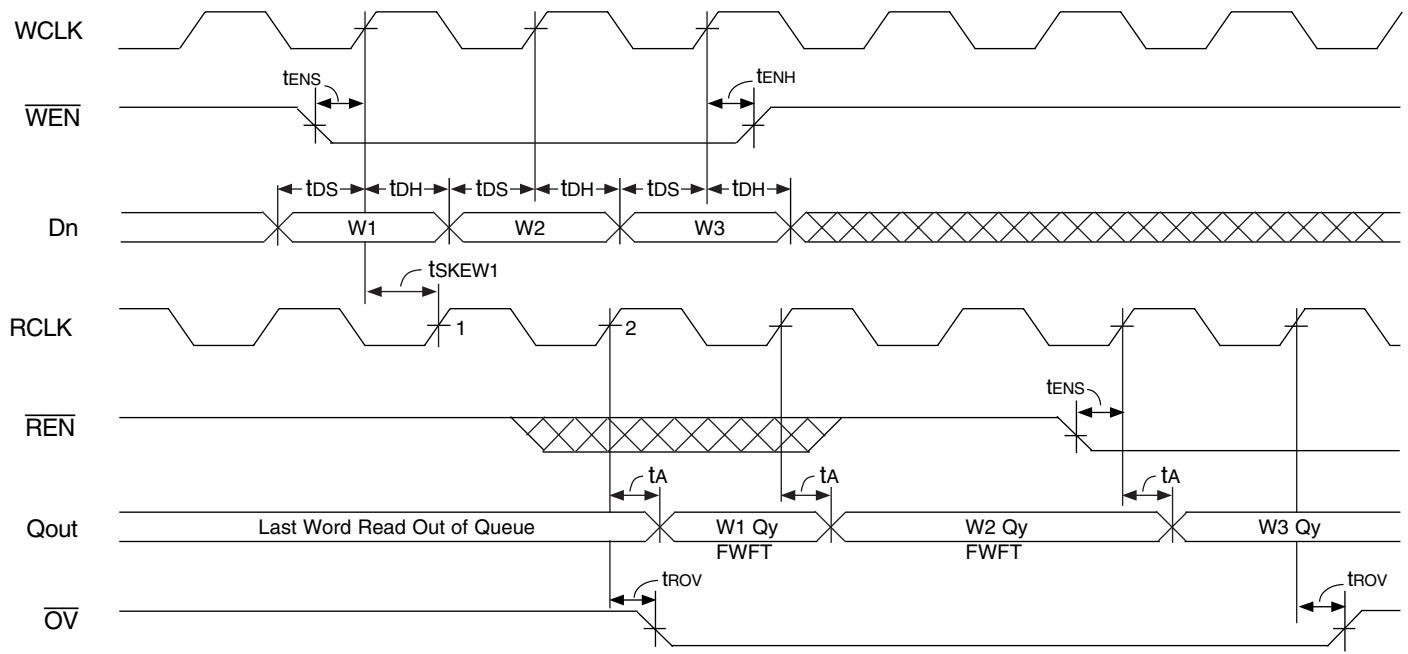 WCLK
tENS
tENH
WEN
tDS tDH tDS tDH tDS tDH
Dn W1 W2 W3
tSKEW1
RCLK 1 2
tENS
REN
tA tA tA
Qout Last Word Read Out of Queue W1 Qy W2 Qy W3 Qy
FWFT FWFT
tROV tROV
OV